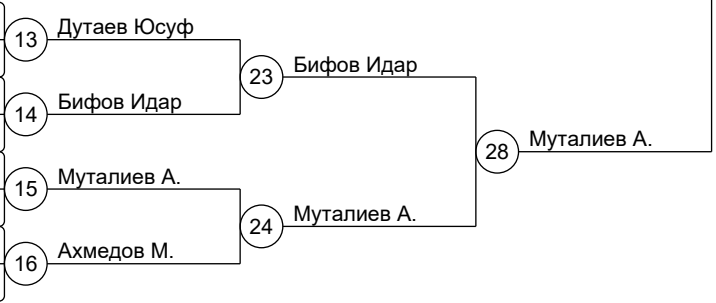 13 Дутаев Юсуф
23 Бифов Идар
14 Бифов Идар
28 Муталиев А.
15 Муталиев А.
24 Муталиев А.
16 Ахмедов М.